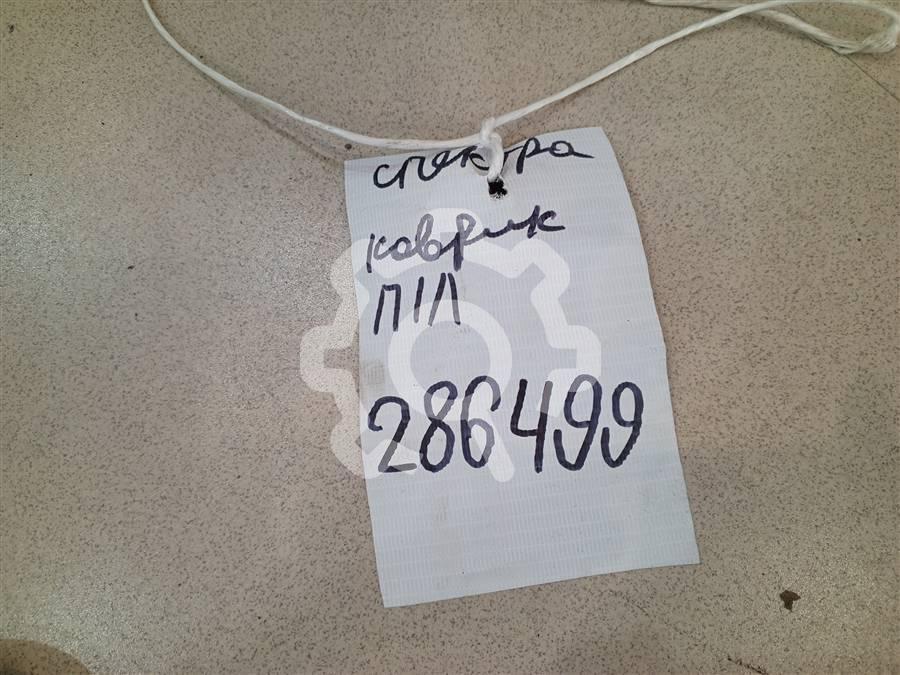 спектра
коврик
П/Л
286499